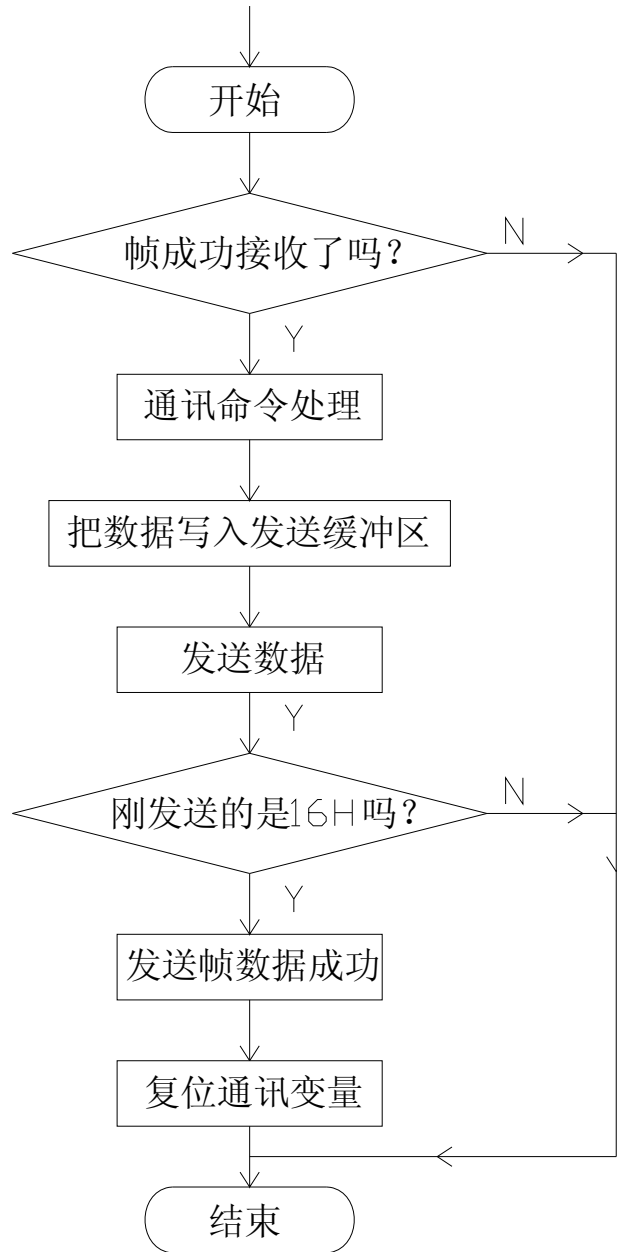 开始
帧成功接收了吗?
N
Y
通讯命令处理
把数据写入发送缓冲区
发送数据
Y
刚发送的是16H吗?
N
Y
发送帧数据成功
复位通讯变量
结束